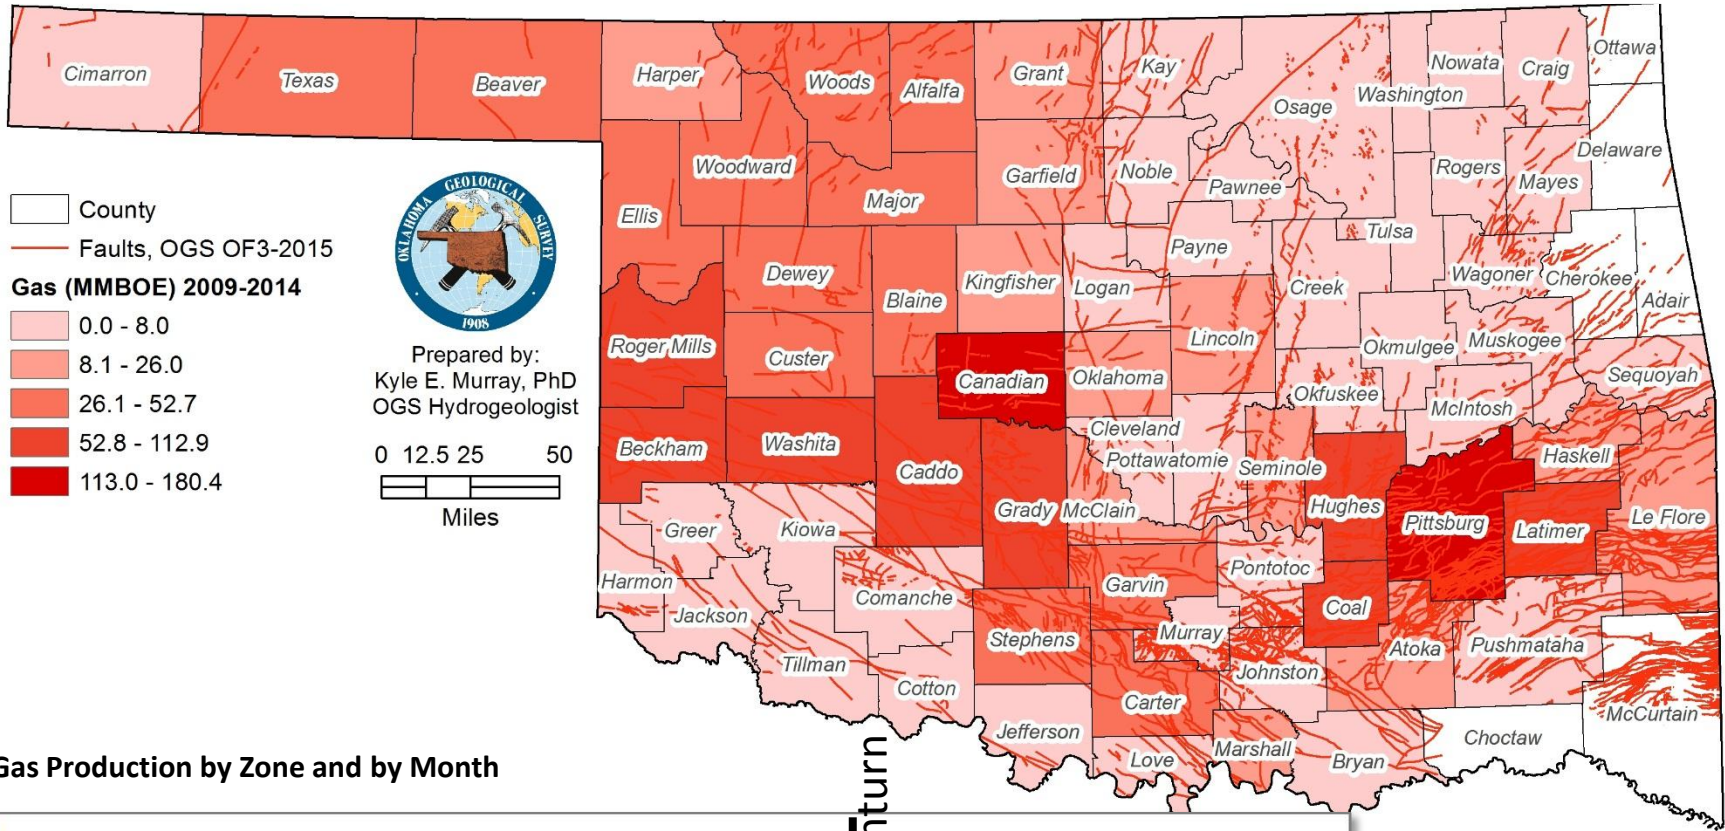 Cimarron
Texas
Beaver
Harper
Woods
Alfalfa
Grant
Kay
Osage
Washington
Nowata
Craig
Ottawa
Woodward
Ellis
Major
Garfield
Noble
Pawnee
Rogers
Mayes
Delaware
Dewey
Blaine
Kingfisher
Logan
Payne
Creek
Tulsa
Wagoner
Cherokee
Adair
Roger Mills
Custer
Canadian
Oklahoma
Lincoln
Okmulgee
Muskogee
Okfuskee
McIntosh
Sequoyah
Beckham
Washita
Caddo
Grady
McClain
Cleveland
Pottawatomie
Seminole
Hughes
Pittsburg
Haskell
Latimer
Le Flore
Greer
Kiowa
Harmon
Jackson
Comanche
Tillman
Cotton
Stephens
Garvin
Pontotoc
Coal
Murray
Johnston
Atoka
Pushmataha
McCurtain
Carter
Jefferson
Love
Marshall
Bryan
Choctaw
County
Faults, OGS OF3-2015
Gas (MMBOE) 2009-2014
0.0 - 8.0
8.1 - 26.0
26.1 - 52.7
52.8 - 112.9
113.0 - 180.4
OKLAHOMA GEOLOGICAL SURVEY
1908
Prepared by:
Kyle E. Murray, PhD
OGS Hydrogeologist
0 12.5 25 50
Miles
Gas Production by Zone and by Month